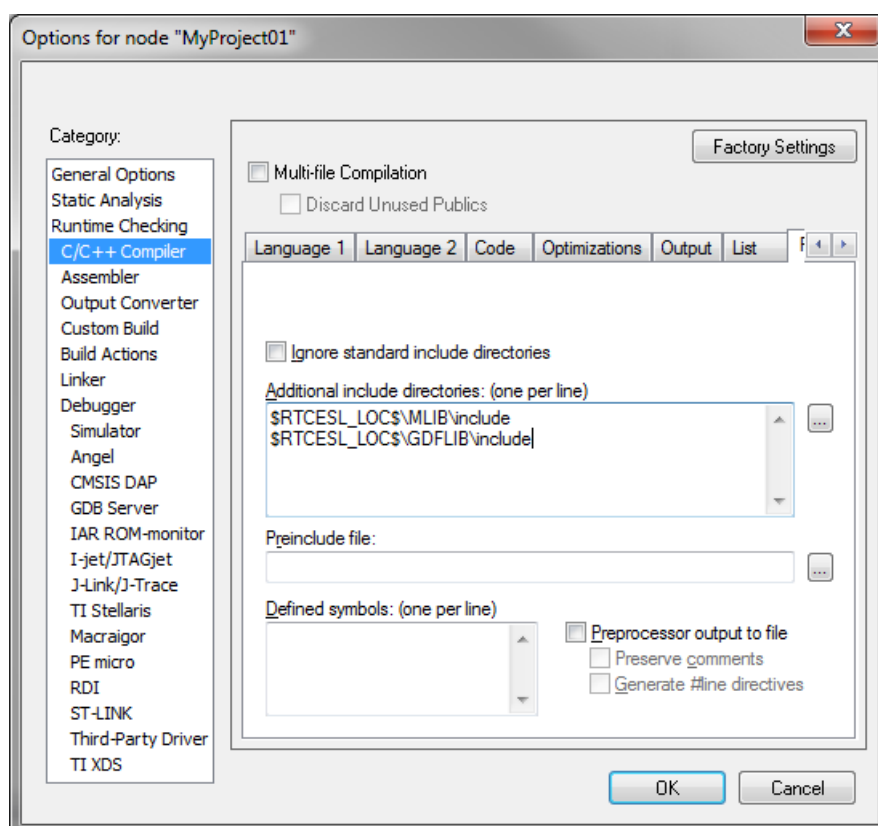 Options for node "MyProject01"
Category:
General Options
Static Analysis
Runtime Checking
C/C++ Compiler
Assembler
Output Converter
Custom Build
Build Actions
Linker
Debugger
Simulator
Angel
CMSIS DAP
GDB Server
IAR ROM-monitor
I-jet/JTAGjet
J-Link/J-Trace
TI Stellaris
Macraigor
PE micro
RDI
ST-LINK
Third-Party Driver
TI XDS
Factory Settings
Multi-file Compilation
Discard Unused Publics
Language 1 Language 2 Code Optimizations Output List
Ignore standard include directories
Additional include directories: (one per line)
$RTCESL_LOC$\MLIB\include
$RTCESL_LOC$\GDFLIB\include
...
Preinclude file:
...
Defined symbols: (one per line)
Preprocessor output to file
Preserve comments
Generate #line directives
OK Cancel